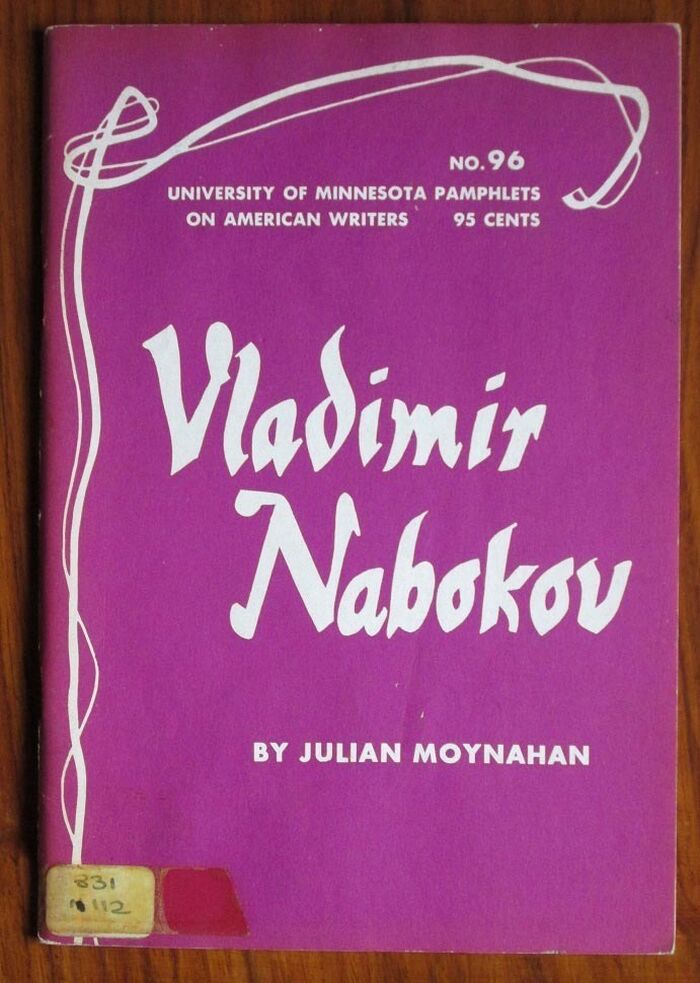 NO. 96
UNIVERSITY OF MINNESOTA PAMPHLETS
ON AMERICAN WRITERS 95 CENTS
Vladimir
Nabokov
BY JULIAN MOYNAHAN
831
112